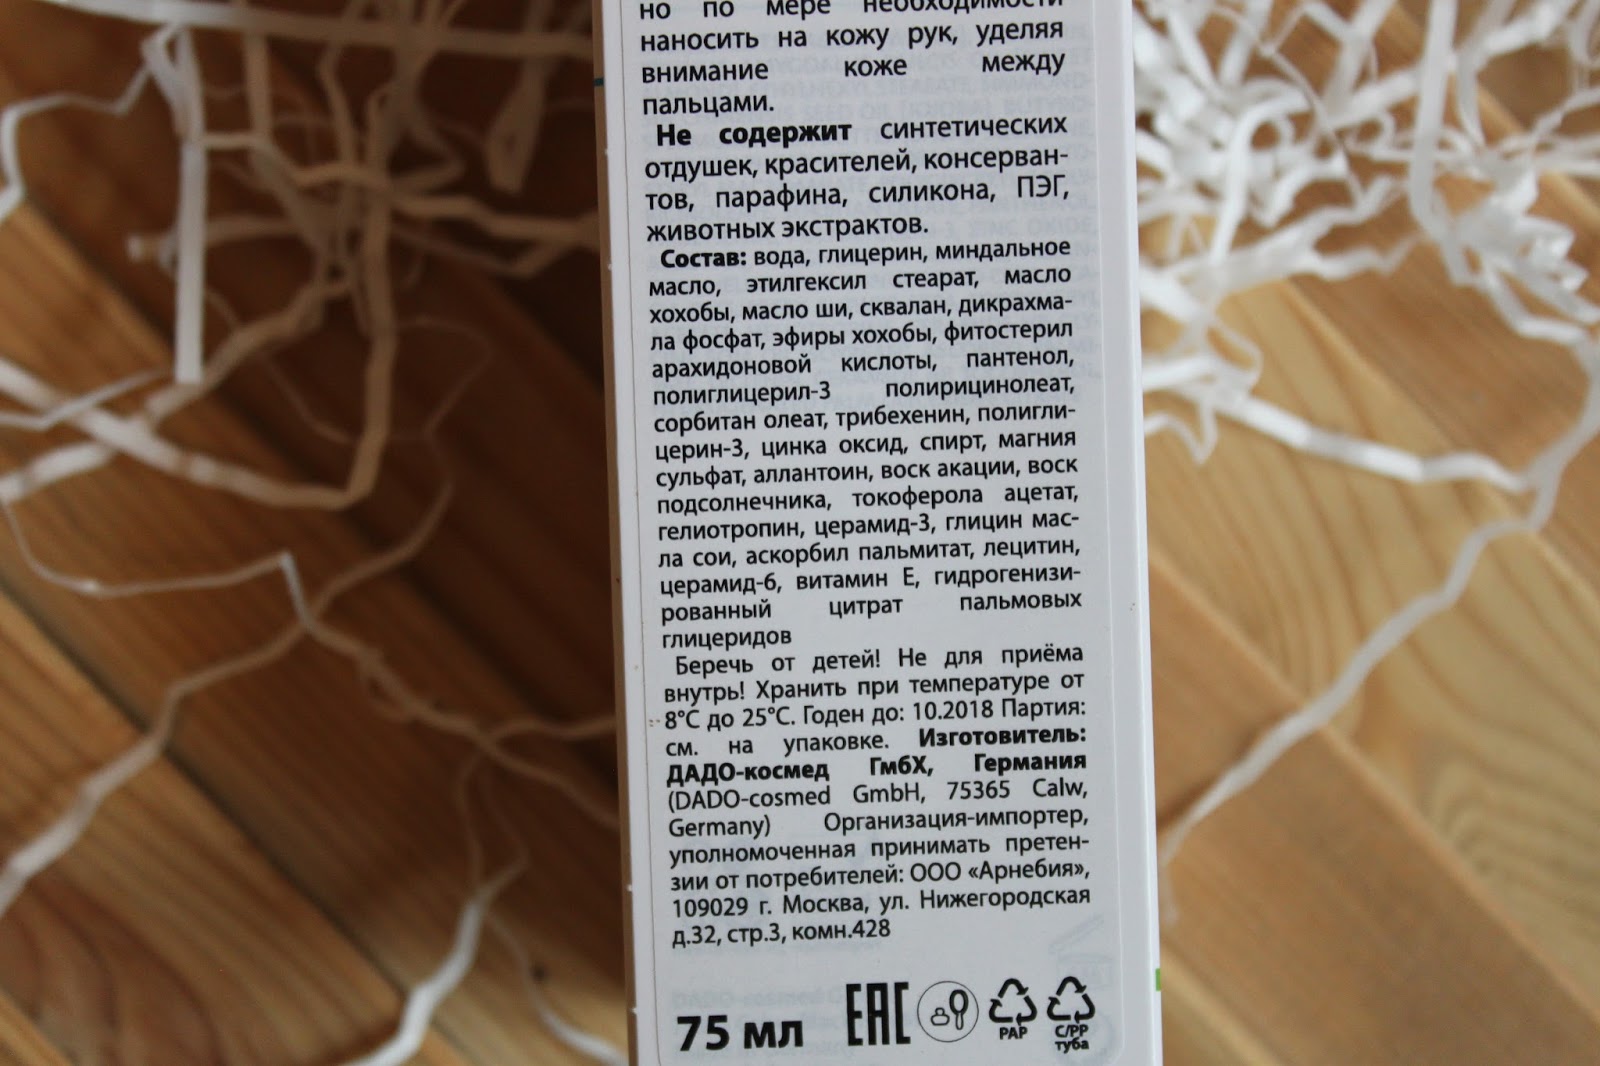 но по мере необходимости
наносить на кожу рук, уделяя
внимание коже между
пальцами.
Не содержит синтетических
отдушек, красителей, консерван-
тов, парафина, силикона, ПЭГ,
животных экстрактов.
Состав: вода, глицерин, миндальное
масло, этилгексил стеарат, масло
хохобы, масло ши, сквалан, дикрахма-
ла фосфат, эфиры хохобы, фитостерил
арахидоновой кислоты, пантенол,
полиглицерил-3 полирицинолеат,
сорбитан олеат, трибехенин, полигли-
церин-3, цинка оксид, спирт, магния
сульфат, аллантоин, воск акации, воск
подсолнечника, токоферола ацетат,
гелиотропин, церамид-3, глицин мас-
ла сои, аскорбил пальмитат, лецитин,
церамид-6, витамин Е, гидрогенизи-
рованный цитрат пальмовых
глицеридов
Беречь от детей! Не для приёма
внутрь! Хранить при температуре от
8°С до 25°С. Годен до: 10.2018 Партия:
см. на упаковке. Изготовитель:
ДАДО-космед ГмбХ, Германия
(DADO-cosmed GmbH, 75365 Calw,
Germany) Организация-импортер,
уполномоченная принимать претен-
зии от потребителей: ООО «Арнебия»,
109029 г. Москва, ул. Нижегородская
д.32, стр.3, комн.428
75 мл EAC PAP C/PP
туба